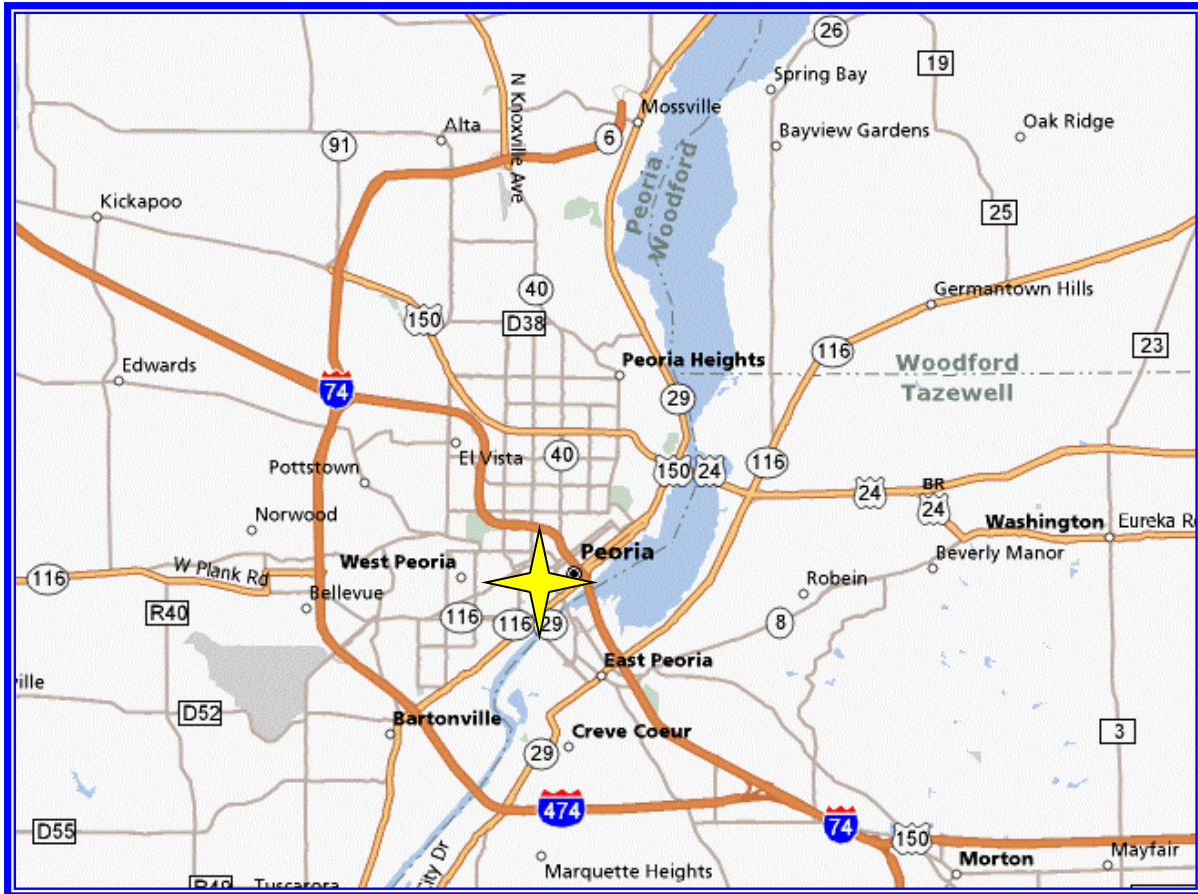 26
19
Spring Bay
N Knoxville Ave
Mossville
Oak Ridge
Alta
6
Bayview Gardens
91
Peoria
Woodford
Kickapoo
25
40
Germantown Hills
150
D38
116
23
Edwards
Peoria Heights
Woodford
Tazewell
74
29
El Vista
40
116
Pottstown
150
24
24
BR
24
Norwood
Washington
Eureka R
Peoria
Beverly Manor
West Peoria
116
W Plank Rd
Robein
Bellevue
R40
116
116
29
8
East Peoria
ville
D52
Bartonville
Creve Coeur
3
29
474
74
D55
150
City Dr
Marquette Heights
Morton
Mayfair
R49
Tuscarora